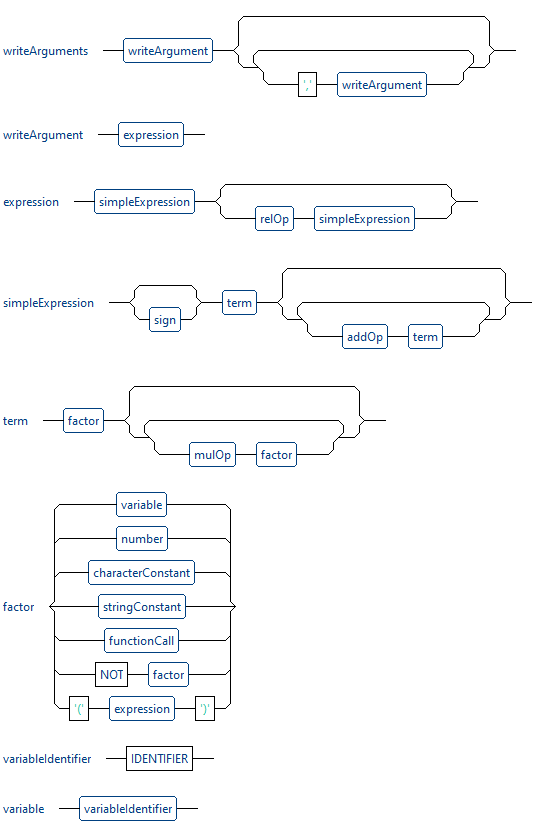 writeArguments writeArgument
',' writeArgument
writeArgument expression
expression simpleExpression
relOp simpleExpression
simpleExpression term
sign
addOp term
term factor
mulOp factor
variable
number
characterConstant
factor stringConstant
functionCall
NOT factor
'(' expression ')'
variableIdentifier IDENTIFIER
variable variableIdentifier